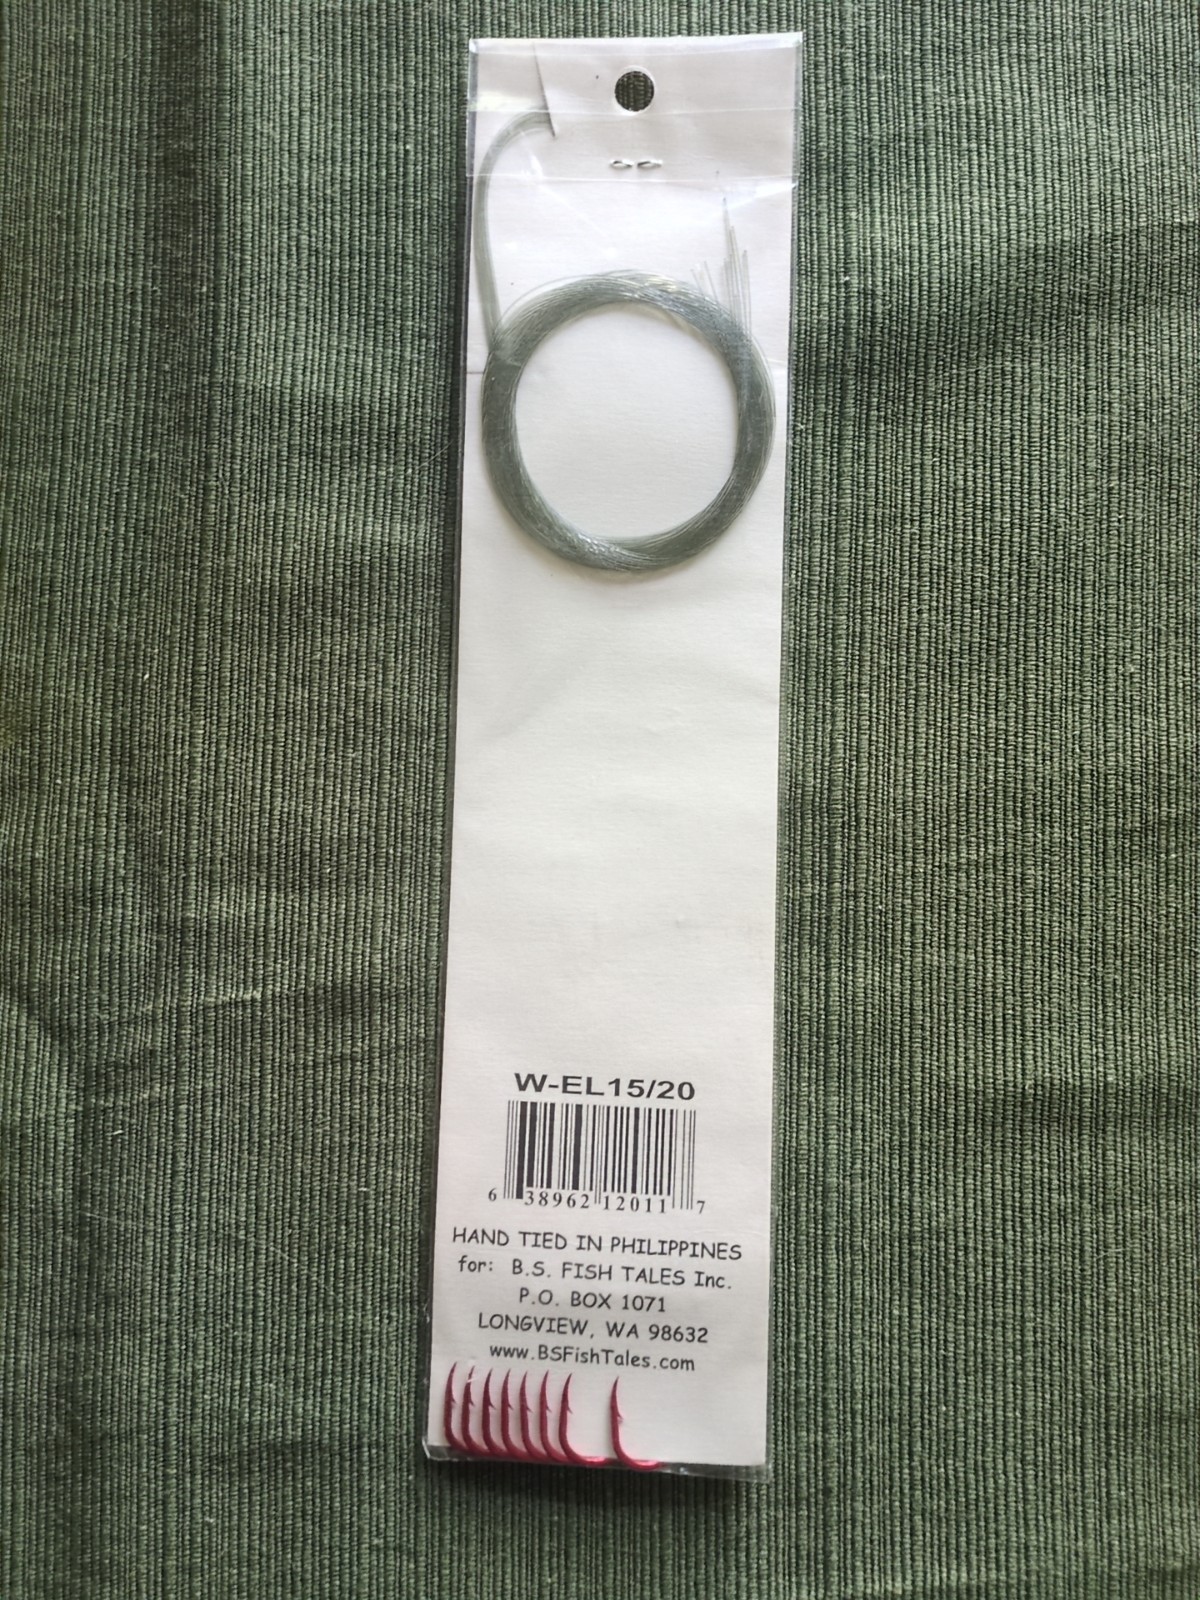 W-EL15/20
6 38962 12011 7
HAND TIED IN PHILIPPINES
for: B.S. FISH TALES Inc.
P.O. BOX 1071
LONGVIEW, WA 98632
www.BSFishTales.com